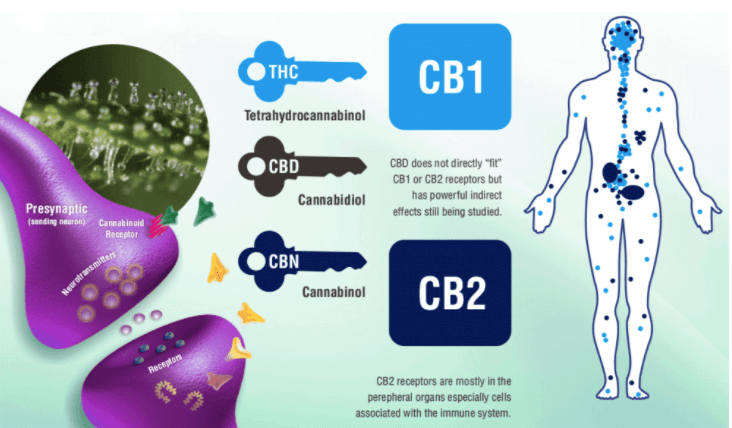 THC
Tetrahydrocannabinol
CB1
CBD
Cannabidiol
CBD does not directly "fit"
CB1 or CB2 receptors but
has powerful indirect
effects still being studied.
CBN
Cannabinol
CB2
CB2 receptors are mostly in the
perepheral organs especially cells
associated with the immune system.
Presynaptic
(sending neuron)
Cannabinoid
Receptor
Neurotransmitters
Receptors